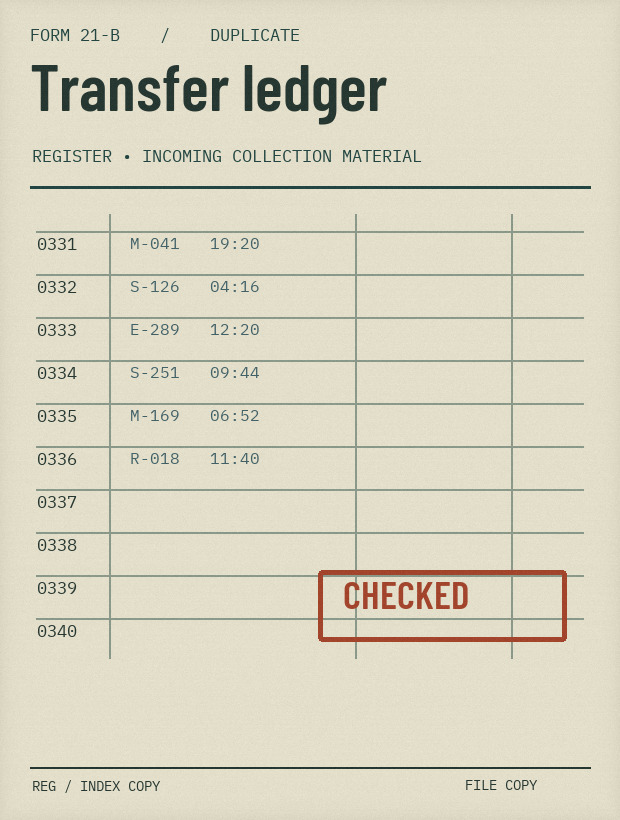 FORM 21-B / DUPLICATE
Transfer ledger
REGISTER • INCOMING COLLECTION MATERIAL
0331 M-041 19:20
0332 S-126 04:16
0333 E-289 12:20
0334 S-251 09:44
0335 M-169 06:52
0336 R-018 11:40
0337
0338
0339 CHECKED
0340
REG / INDEX COPY FILE COPY